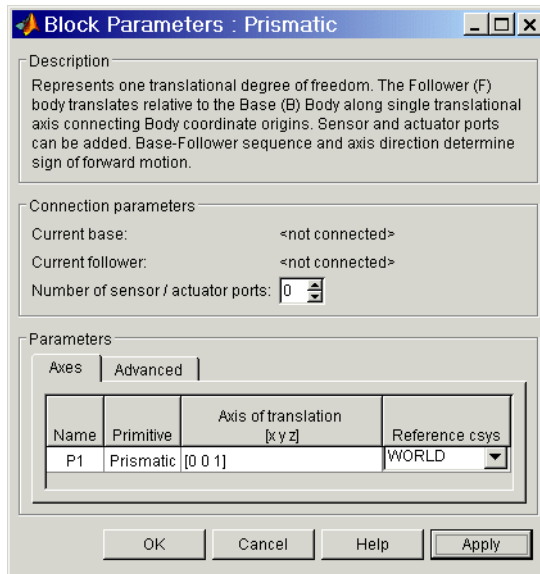 Block Parameters : Prismatic
Description
Represents one translational degree of freedom. The Follower (F)
body translates relative to the Base (B) Body along single translational
axis connecting Body coordinate origins. Sensor and actuator ports
can be added. Base-Follower sequence and axis direction determine
sign of forward motion.
Connection parameters
Current base: <not connected>
Current follower: <not connected>
Number of sensor / actuator ports: 0
Parameters
Axes Advanced
Name Primitive Axis of translation [x y z] Reference csys
P1 Prismatic [0 0 1] WORLD
OK Cancel Help Apply